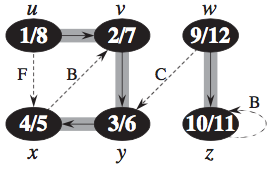 u v w
1/8 2/7 9/12
F B C B
4/5 3/6 10/11
x y z